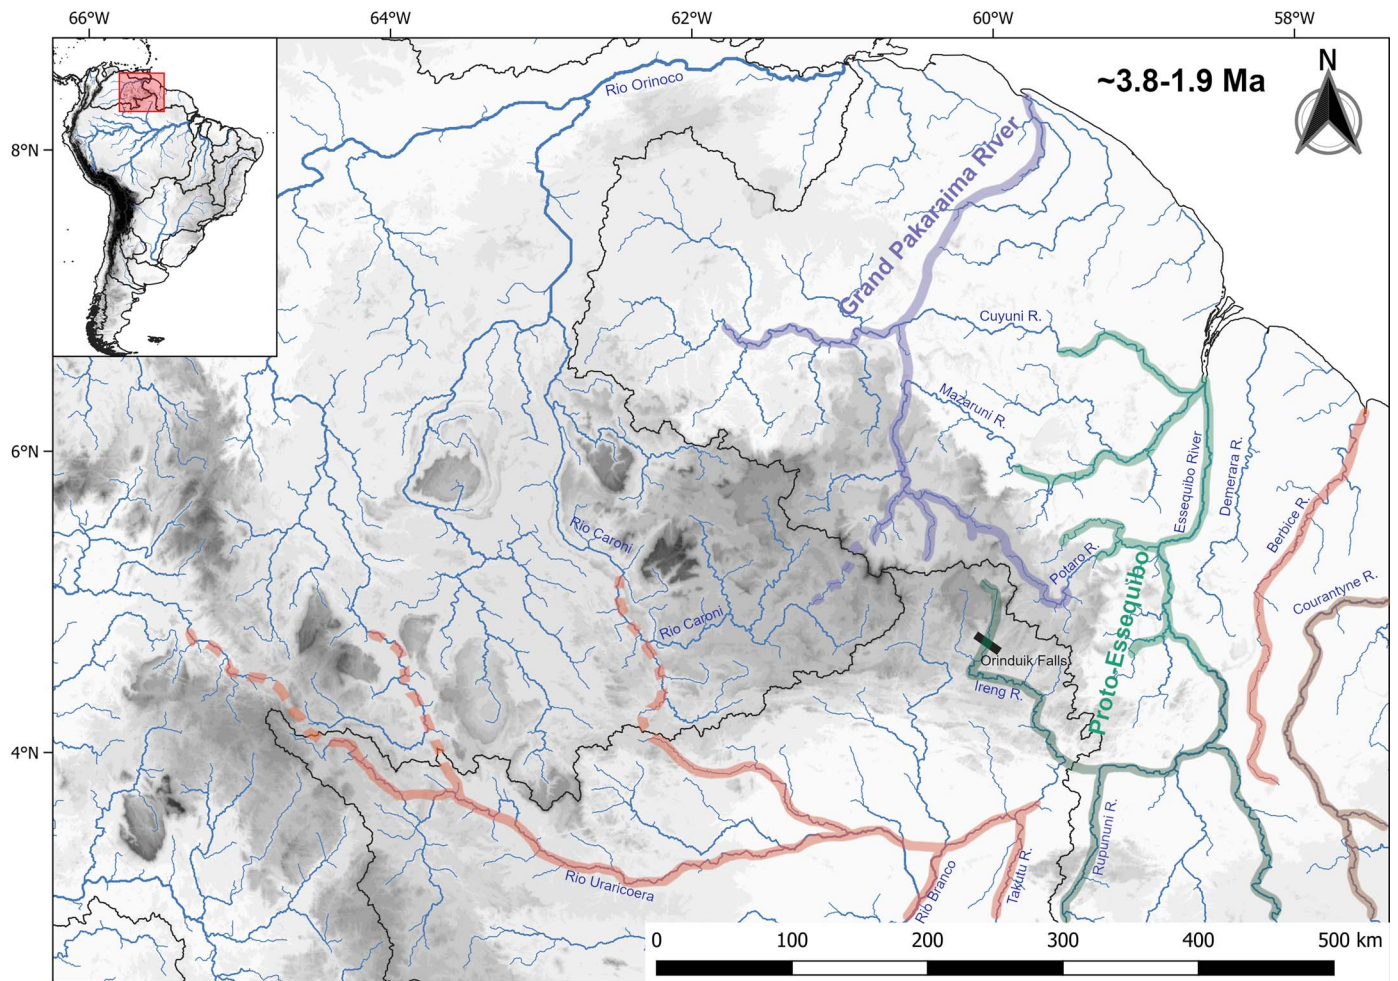 66°W 64°W 62°W 60°W 58°W
N
~3.8-1.9 Ma
Rio Orinoco
8°N
Grand Pakaraima River
Cuyuni R.
Mazaruni R.
6°N
Essequibo River
Demerara R.
Berbice R.
Rio Caroni
Potaro R.
Courantyne R.
Rio Caroni
Proto-Essequibo
Orinduik Falls
Ireng R.
4°N
Rupununi R.
Rio Uraricoera
Rio Branco
Takutu R.
0 100 200 300 400 500 km